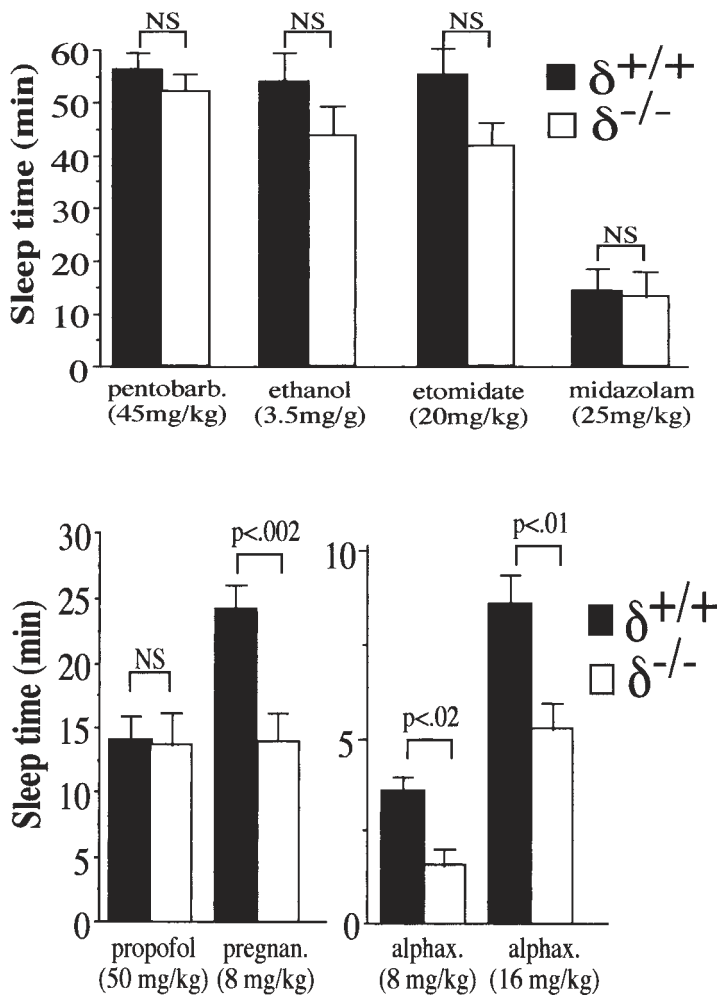 NS
NS
NS
NS
Sleep time (min)
60
50
40
30
20
10
0
δ+/+
δ-/-
pentobarb.
(45mg/kg)
ethanol
(3.5mg/g)
etomidate
(20mg/kg)
midazolam
(25mg/kg)
Sleep time (min)
30
25
20
15
10
5
0
NS
p<.002
propofol
(50 mg/kg)
pregnan.
(8 mg/kg)
10
5
0
p<.02
p<.01
δ+/+
δ-/-
alphax.
(8 mg/kg)
alphax.
(16 mg/kg)